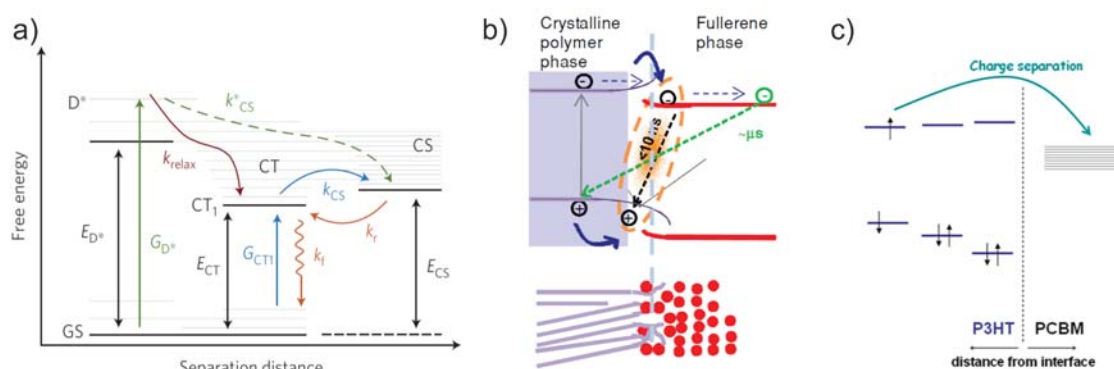 a)
Free energy
D*
k*CS
krelax
CT
CS
kCS
CT1
kr
ED*
GD*
ECT
GCT1
kf
ECS
GS
Separation distance
b)
Crystalline
polymer
phase
Fullerene
phase
~μs
c)
Charge separation
P3HT
PCBM
distance from interface